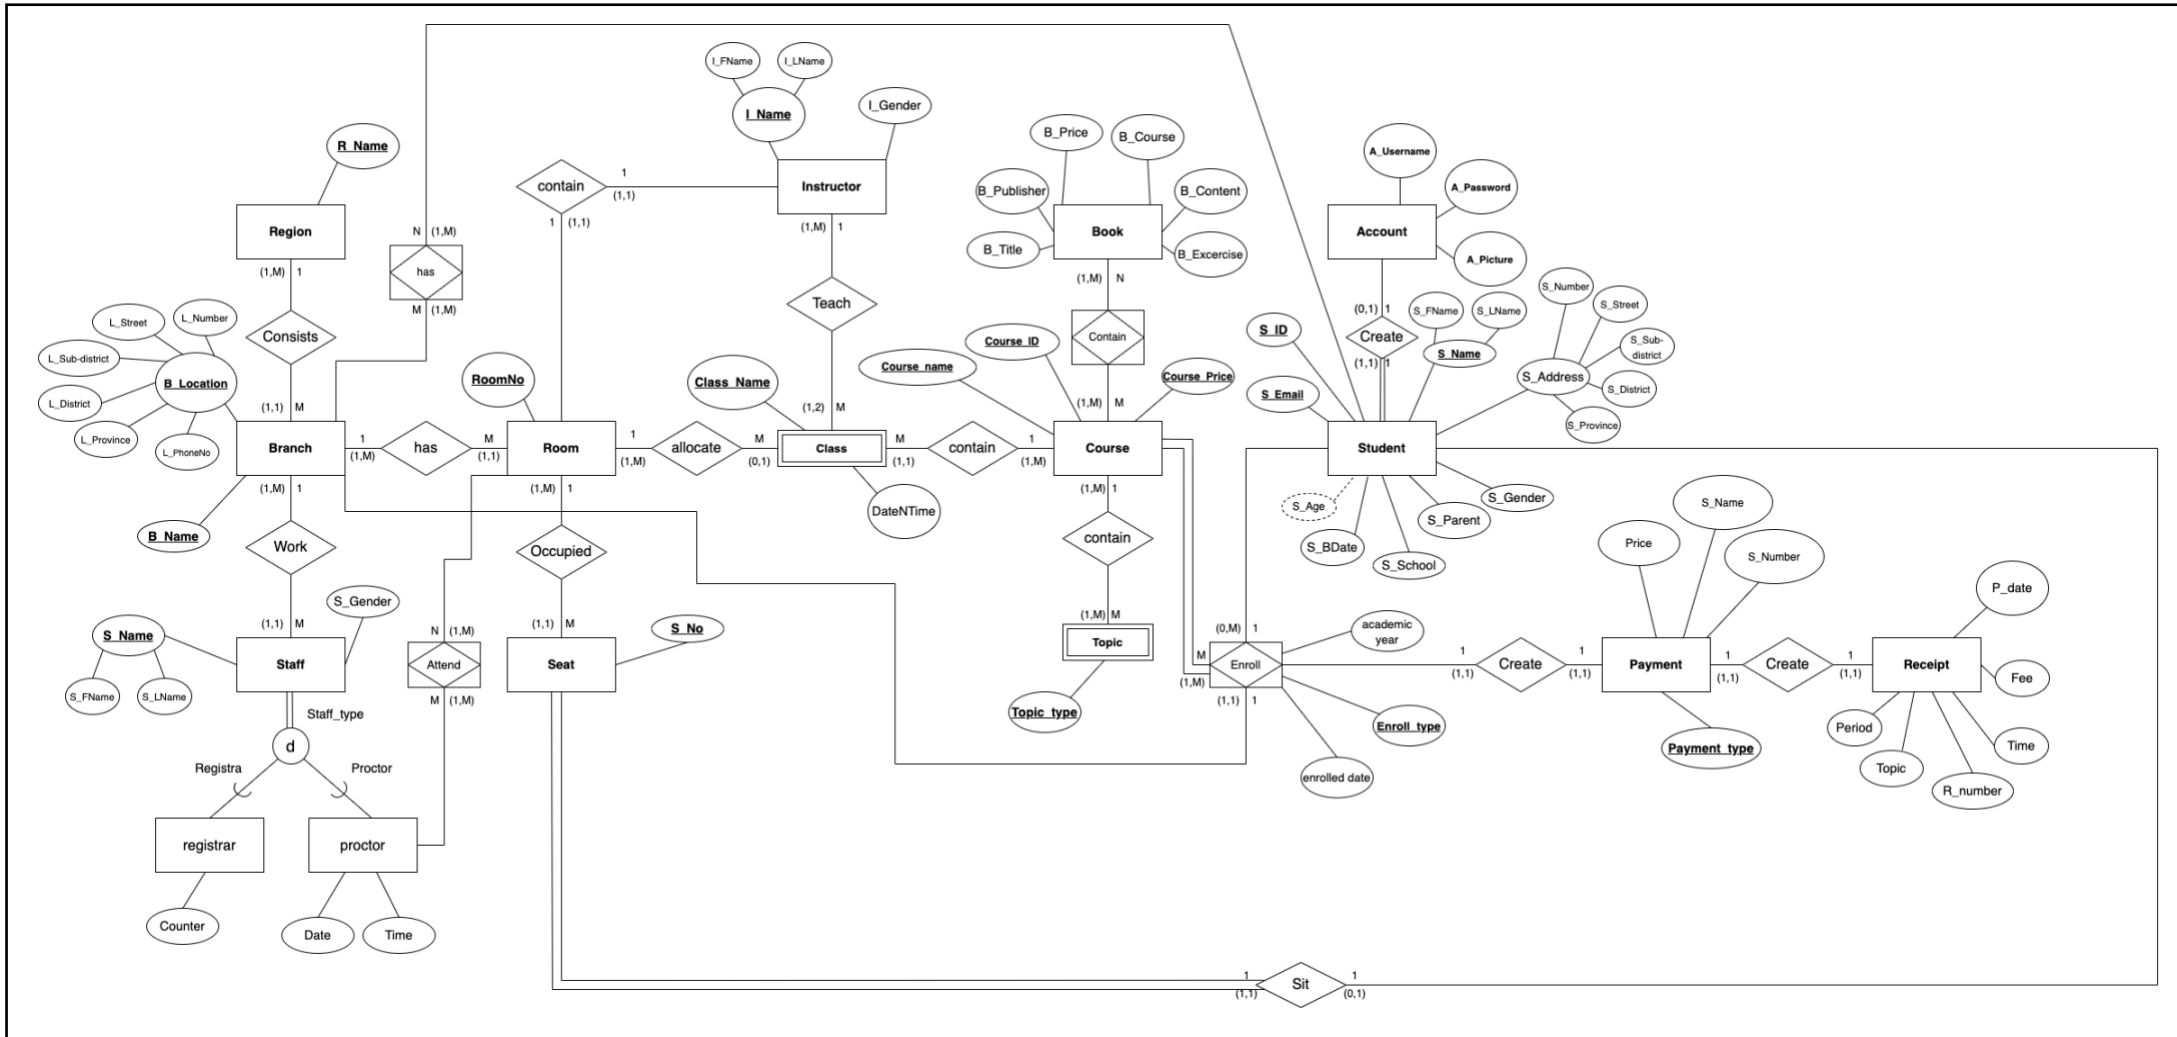 I_FName
I_LName
I_Name
I_Gender
R_Name
contain
1
(1,1)
1
(1,1)
Instructor
(1,M)
1
Region
(1,M)
1
N
(1,M)
has
M
(1,M)
B_Price
B_Course
B_Publisher
B_Content
B_Title
B_Excercise
Book
(1,M)
N
A_Username
A_Password
A_Picture
Account
(0,1)
1
Create
(1,1)
1
S_FName
S_LName
S_Name
S_Number
S_Street
S_Sub-
district
S_District
S_Province
S_Address
S_ID
S_Email
Consists
(1,1)
M
L_Street
L_Number
L_Sub-district
L_District
L_Province
L_PhoneNo
B_Location
Teach
(1,2)
M
RoomNo
Class_Name
Course_name
Course_ID
Course_Price
Contain
(1,M)
M
Branch
1
(1,M)
has
M
(1,1)
Room
1
(1,M)
allocate
M
(0,1)
Class
M
(1,1)
contain
1
(1,M)
Course
Student
DateNTime
B_Name
(1,M)
1
Work
(1,1)
M
(1,M)
1
Occupied
(1,1)
M
(1,M)
1
contain
(1,M)
M
S_Age
S_BDate
S_School
S_Parent
S_Gender
S_Name
S_FName
S_LName
S_Gender
Staff
Staff_type
d
Registra
Proctor
registrar
proctor
Counter
Date
Time
N
(1,M)
Attend
M
(1,M)
Seat
S_No
Topic
Topic_type
(0,M)
1
M
(1,M)
Enroll
(1,1)
1
academic
year
Enroll_type
enrolled date
1
(1,1)
Create
1
(1,1)
Price
S_Name
S_Number
Payment
Payment_type
1
(1,1)
Create
1
(1,1)
Receipt
P_date
Fee
Time
R_number
Topic
Period
1
(1,1)
Sit
1
(0,1)